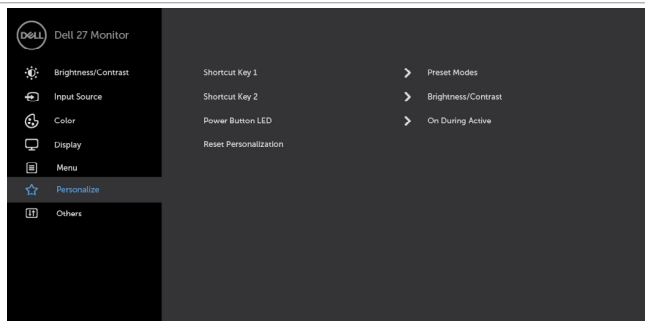 DELL Dell 27 Monitor
Brightness/Contrast
Input Source
Color
Display
Menu
Personalize
Others
Shortcut Key 1 Preset Modes
Shortcut Key 2 Brightness/Contrast
Power Button LED On During Active
Reset Personalization